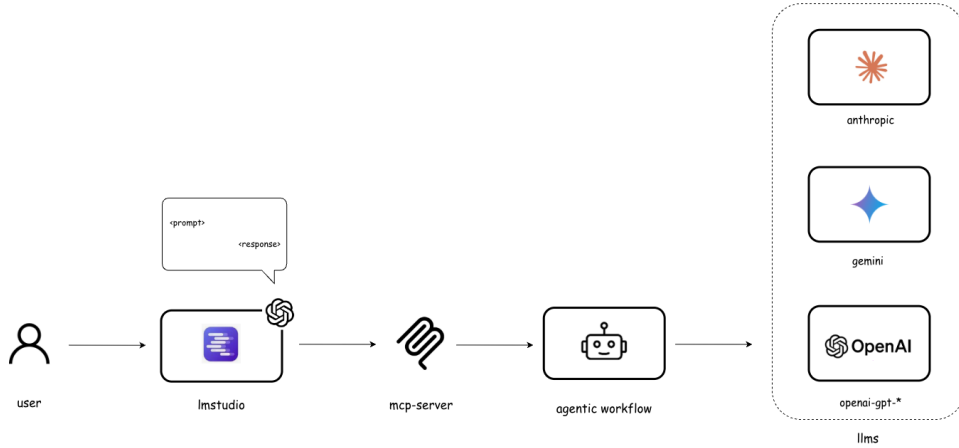 anthropic
gemini
OpenAI
openai-gpt-*
llms
<prompt>
<response>
user
lmstudio
mcp-server
agentic workflow